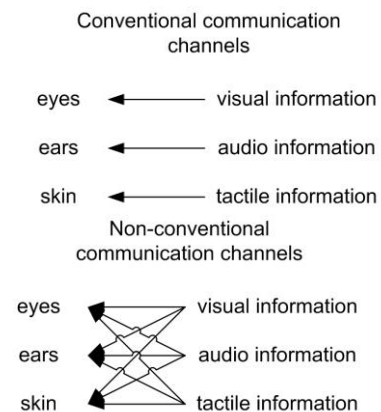 Conventional communication
channels
eyes visual information
ears audio information
skin tactile information
Non-conventional
communication channels
eyes visual information
ears audio information
skin tactile information